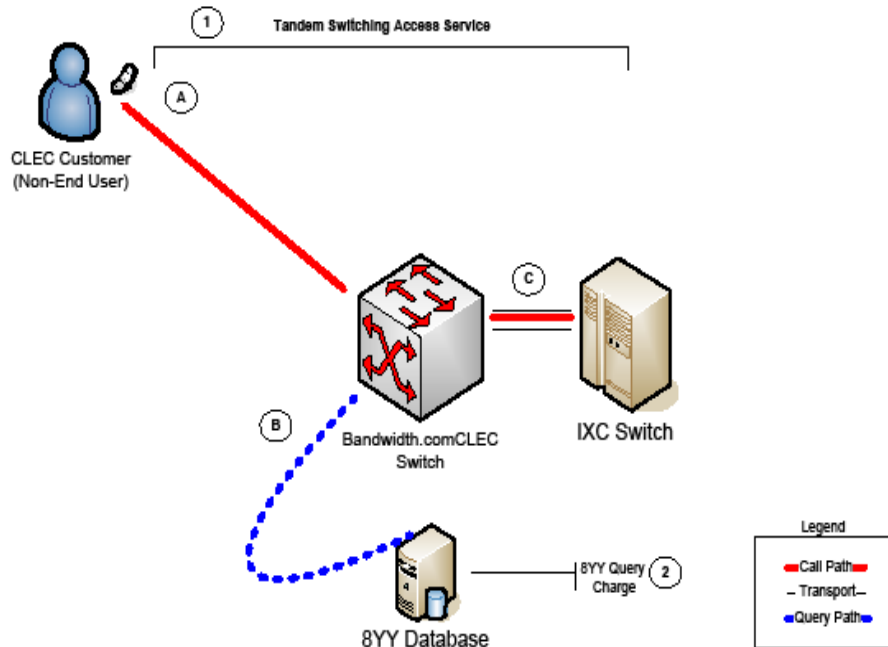 1
Tandem Switching Access Service
A
CLEC Customer
(Non-End User)
C
B
Bandwidth.comCLEC
Switch
IXC Switch
8YY Query
Charge
2
8YY Database
Legend
Call Path
Transport
Query Path